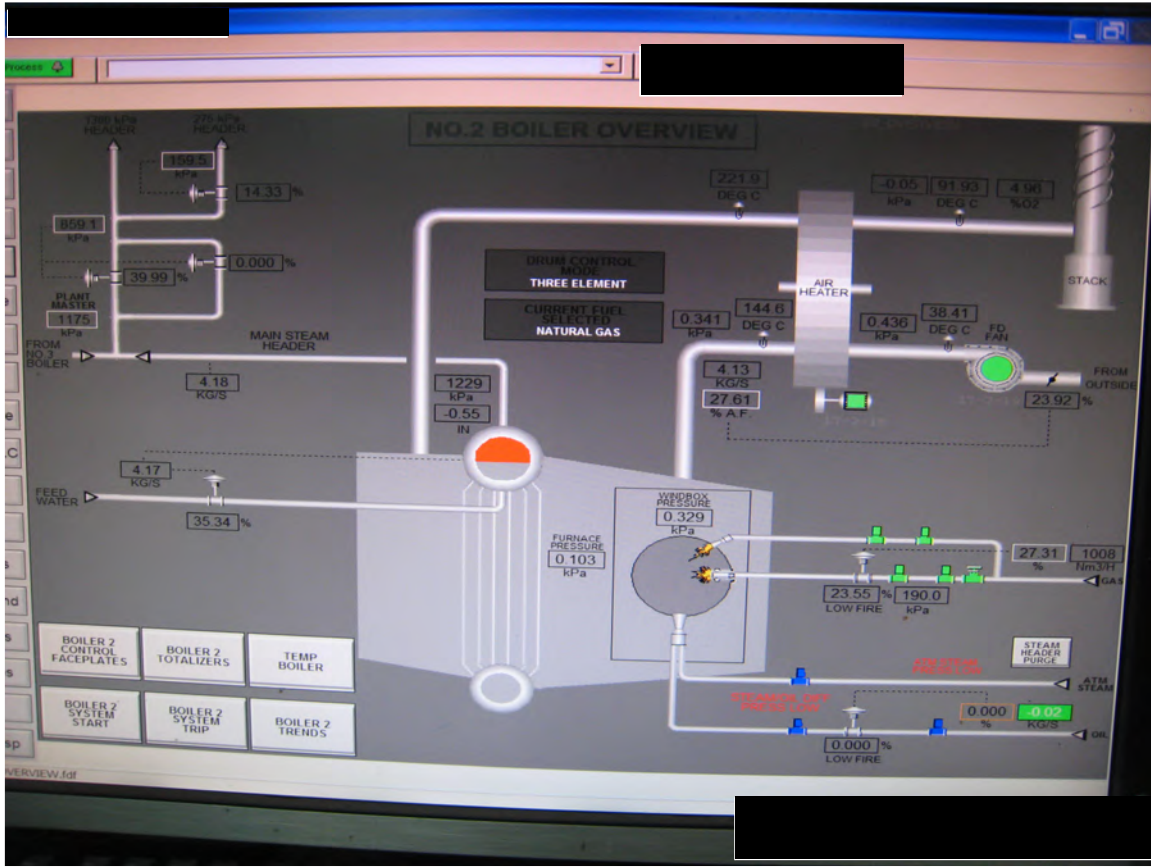 Process
NO.2 BOILER OVERVIEW
HEADER
275 kPa
HEADER
159.5
kPa
14.33 %
859.1
kPa
0.000 %
39.99 %
PLANT
MASTER
1175
kPa
FROM
NO.3
BOILER
MAIN STEAM
HEADER
4.18
KG/S
DRUM CONTROL
MODE
THREE ELEMENT
CURRENT FUEL
SELECTED
NATURAL GAS
221.9
DEG C
-0.05
kPa
91.93
DEG C
4.96
%O2
STACK
AIR
HEATER
0.341
kPa
144.6
DEG C
0.436
kPa
38.41
DEG C
FD
FAN
FROM
OUTSIDE
23.92 %
4.13
KG/S
27.61
% A.F.
1229
kPa
-0.55
IN
4.17
KG/S
FEED
WATER
35.34 %
FURNACE
PRESSURE
0.103
kPa
WINDBOX
PRESSURE
0.329
kPa
27.31
%
1008
Nm3/H
GAS
23.55 %
LOW FIRE
190.0
kPa
STEAM
HEADER
PURGE
ATM STEAM
PRESS LOW
ATM
STEAM
PRESS LOW
0.000
%
-0.02
KG/S
OIL
0.000 %
LOW FIRE
BOILER 2
CONTROL
FACEPLATES
BOILER 2
TOTALIZERS
TEMP
BOILER
BOILER 2
SYSTEM
START
BOILER 2
SYSTEM
TRIP
BOILER 2
TRENDS
OVERVIEW.fdf